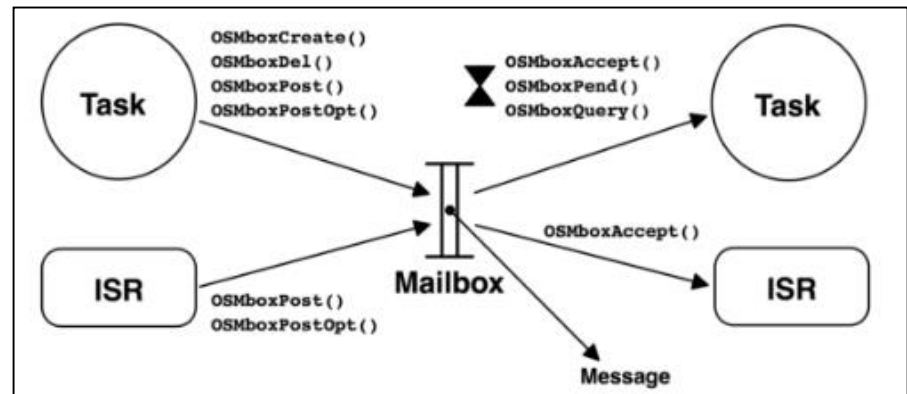 OSMboxCreate()
OSMboxDel()
OSMboxPost()
OSMboxPostOpt()
Task
OSMboxAccept()
OSMboxPend()
OSMboxQuery()
Task
OSMboxAccept()
Mailbox
ISR
OSMboxPost()
OSMboxPostOpt()
ISR
Message